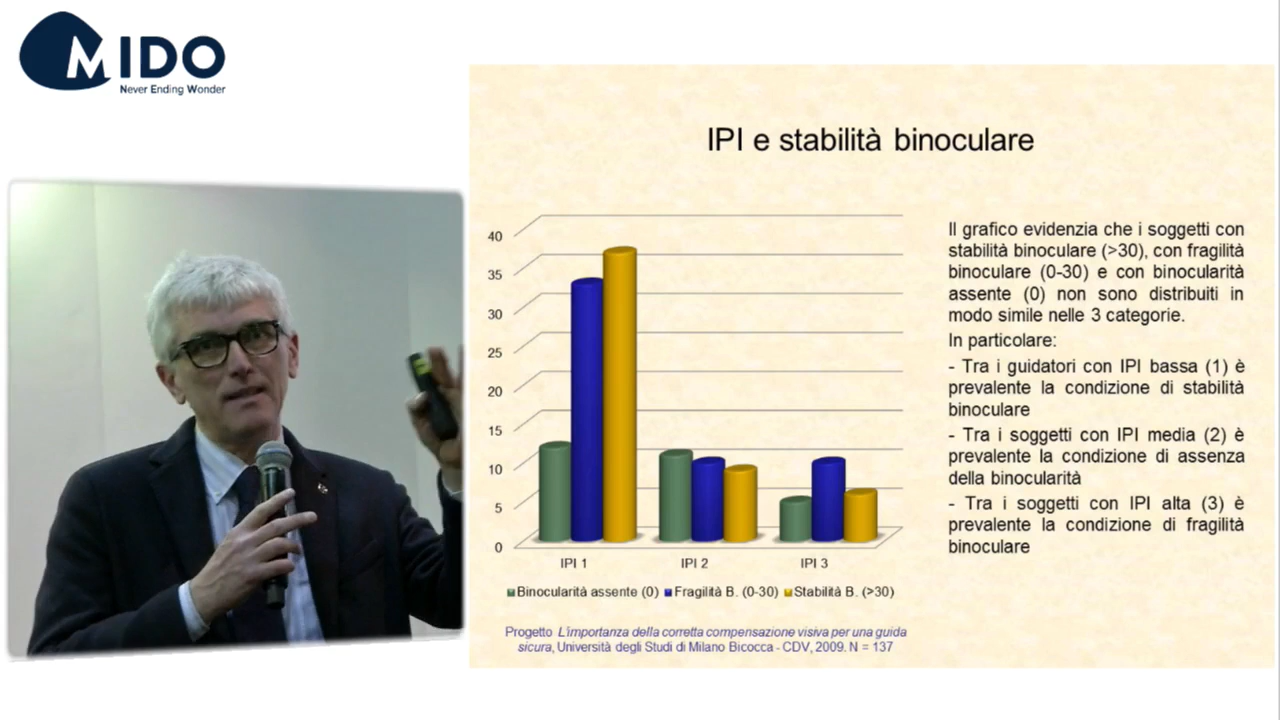 MIDO
Never Ending Wonder
IPI e stabilità binoculare
40
35
30
25
20
15
10
5
0
IPI 1
IPI 2
IPI 3
Binocularità assente (0) Fragilità B. (0-30) Stabilità B. (>30)
Progetto L'importanza della corretta compensazione visiva per una guida
sicura, Università degli Studi di Milano Bicocca - CDV, 2009. N = 137
Il grafico evidenzia che i soggetti con
stabilità binoculare (>30), con fragilità
binoculare (0-30) e con binocularità
assente (0) non sono distribuiti in
modo simile nelle 3 categorie.
In particolare:
- Tra i guidatori con IPI bassa (1) è
prevalente la condizione di stabilità
binoculare
- Tra i soggetti con IPI media (2) è
prevalente la condizione di assenza
della binocularità
- Tra i soggetti con IPI alta (3) è
prevalente la condizione di fragilità
binoculare